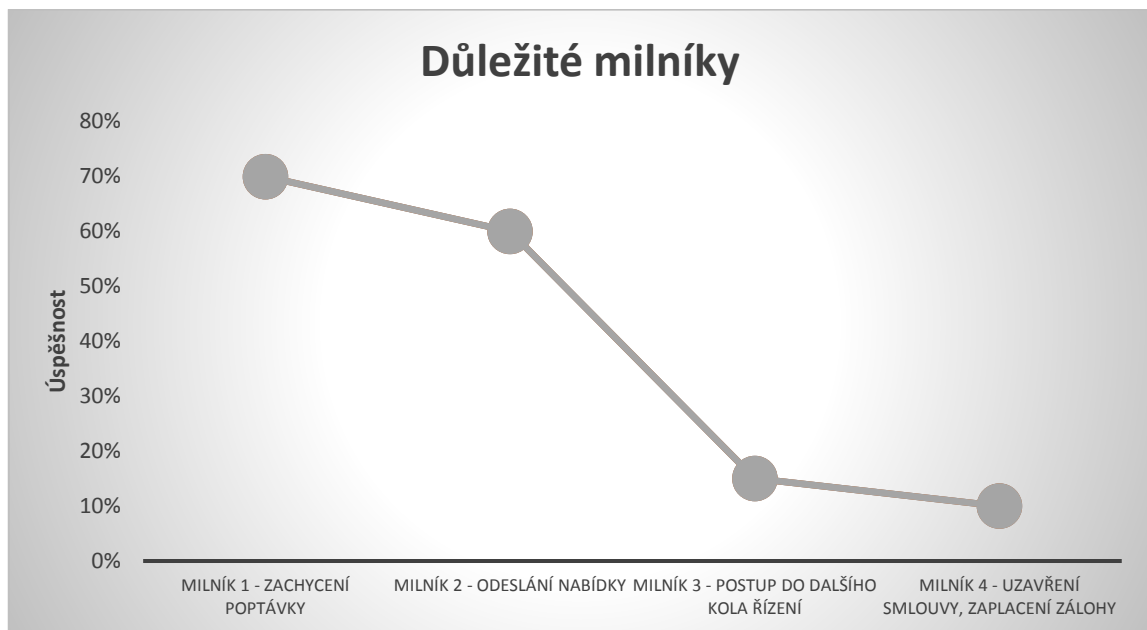 Důležité milníky
80%
70%
60%
50%
40%
30%
20%
10%
0%
Úspěšnost
MILNÍK 1 - ZACHYCENÍ
POPTÁVKY
MILNÍK 2 - ODESLÁNÍ NABÍDKY
MILNÍK 3 - POSTUP DO DALŠÍHO
KOLA ŘÍZENÍ
MILNÍK 4 - UZAVŘENÍ
SMLOUVY, ZAPLACENÍ ZÁLOHY